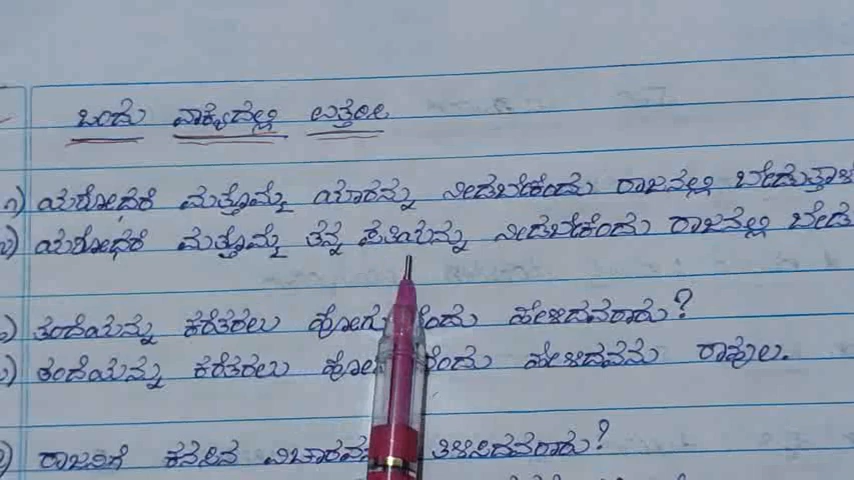 ಒಂದು ವಾಕ್ಯದಲ್ಲಿ ಉತ್ತರಿಸಿ
೧) ಯಶೋಧರೆ ಮತ್ತೊಮ್ಮೆ ಯಾರನ್ನು ನೀಡಬೇಕೆಂದು ರಾಜನಲ್ಲಿ ಬೇಡುತ್ತಾಳೆ
ಯಶೋಧರೆ ಮತ್ತೊಮ್ಮೆ ತನ್ನ ಪತಿಯನ್ನು ನೀಡಬೇಕೆಂದು ರಾಜನಲ್ಲಿ ಬೇಡು
ತಂದೆಯನ್ನು ಕರೆತರಲು ಹೇಳಿದವರಾರು?
ತಂದೆಯನ್ನು ಕರೆತರಲು ಹೇಳಿದವನು ರಾಹುಲ.
ರಾಜನಿಗೆ ಕನಸಿನ ತಿಳಿಸಿದವರಾರು?